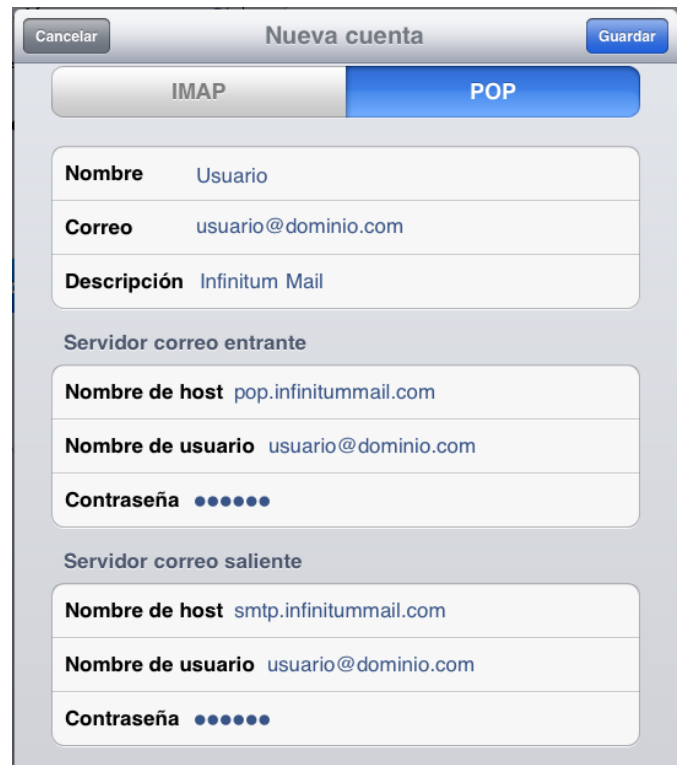 Cancelar Nueva cuenta Guardar
IMAP POP
Nombre Usuario
Correo usuario@dominio.com
Descripción Infinitum Mail
Servidor correo entrante
Nombre de host pop.infinitummail.com
Nombre de usuario usuario@dominio.com
Contraseña ●●●●●●
Servidor correo saliente
Nombre de host smtp.infinitummail.com
Nombre de usuario usuario@dominio.com
Contraseña ●●●●●●